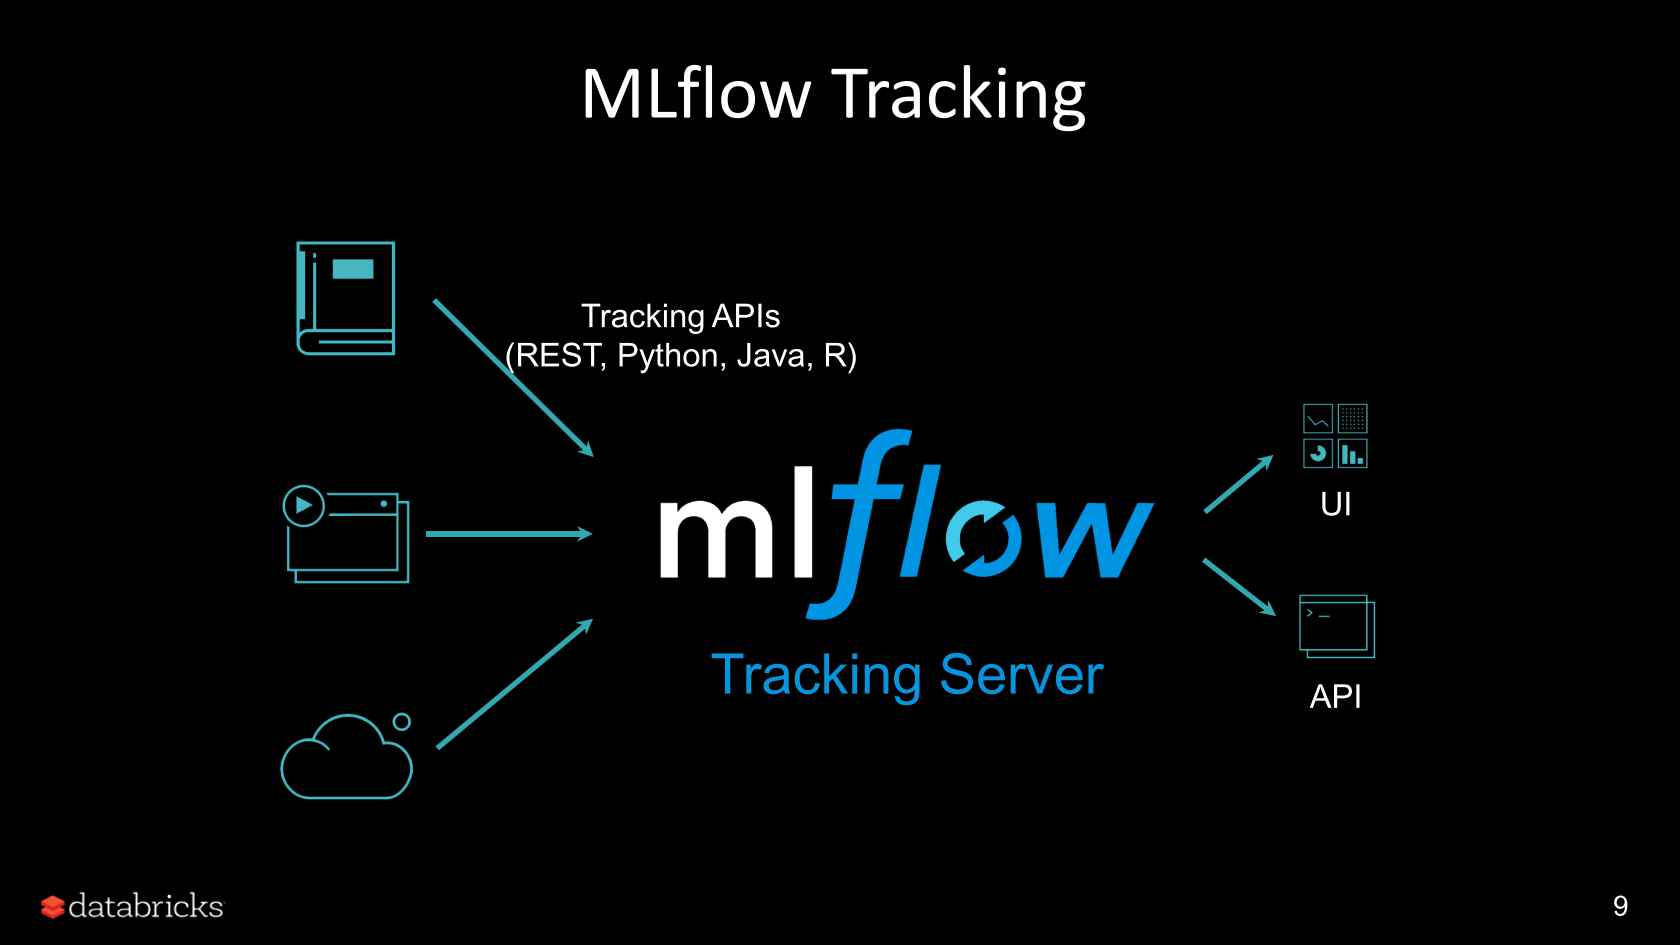 MLflow Tracking
Tracking APIs
(REST, Python, Java, R)
mlflow
Tracking Server
UI
>_
API
databricks
9